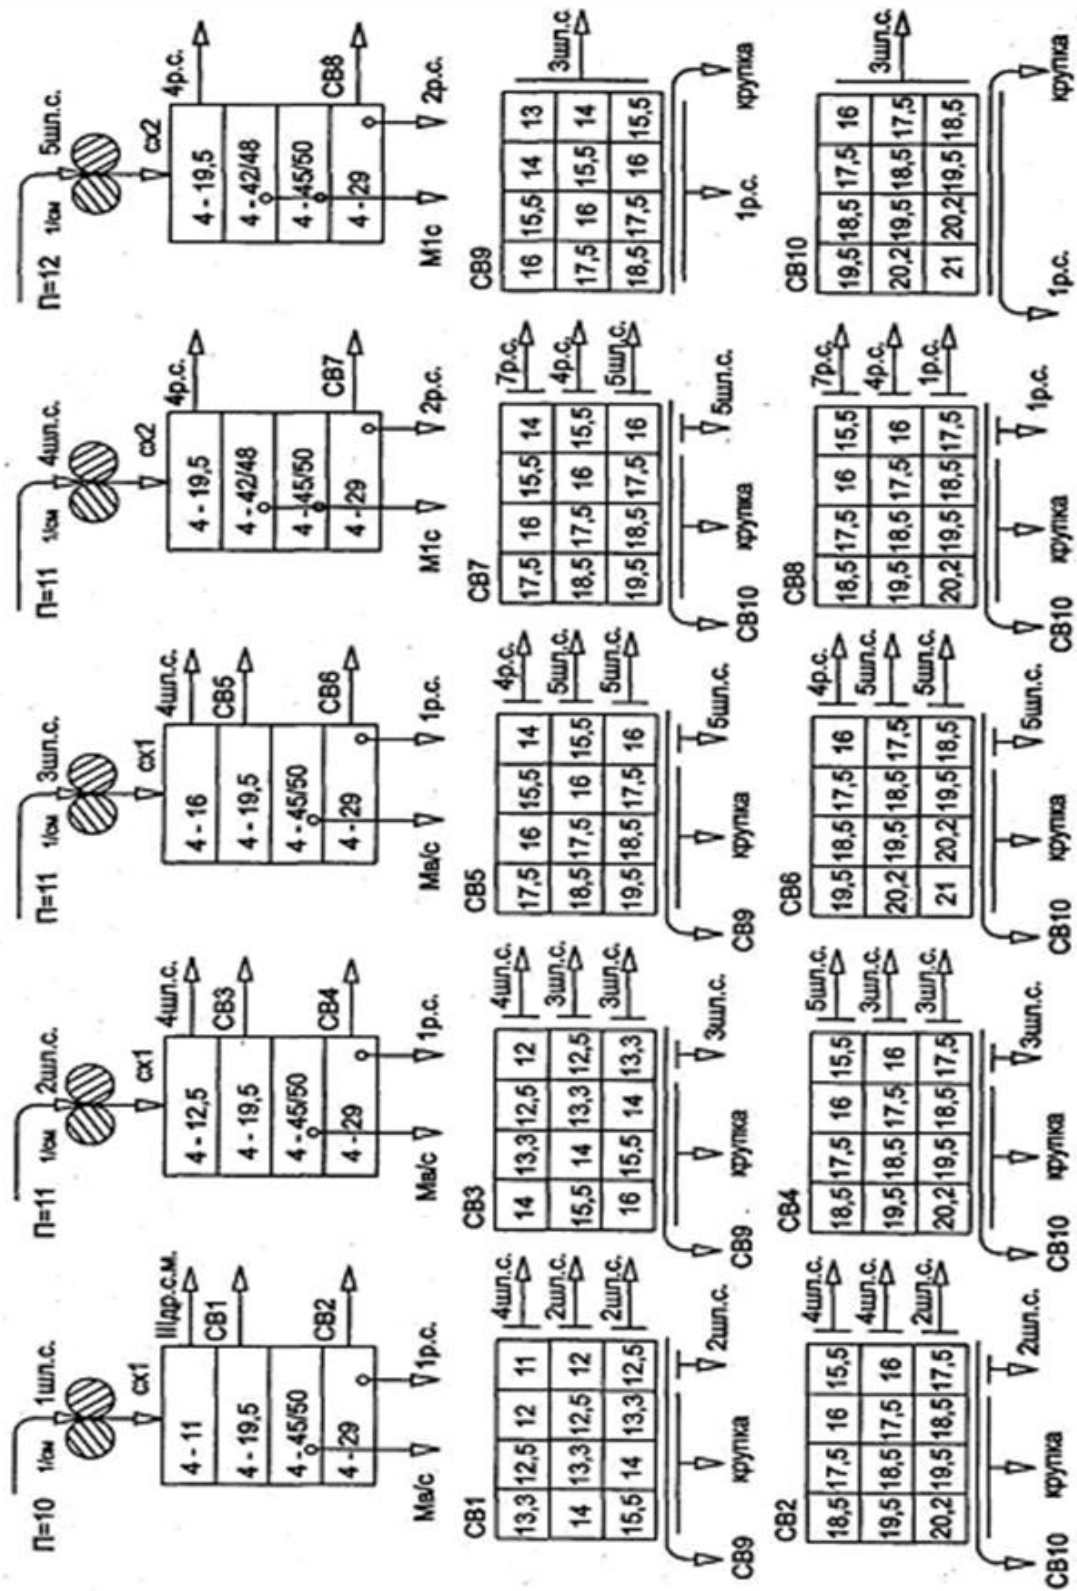 П=10 1/см 1шл.с.
сх1
4 - 11 IIIдр.с.м.
4 - 19,5 СВ1
4 - 45/50
4 - 29 СВ2
Мв/с 1р.с.
П=11 1/см 2шл.с.
сх1
4 - 12,5 4шл.с.
4 - 19,5 СВ3
4 - 45/50
4 - 29 СВ4
Мв/с 1р.с.
П=11 1/см 3шл.с.
сх1
4 - 16 4шл.с.
4 - 19,5 СВ5
4 - 45/50
4 - 29 СВ6
Мв/с 1р.с.
П=11 1/см 4шл.с.
сх2
4 - 19,5 4р.с.
4 - 42/48
4 - 45/50
4 - 29 СВ7
М1с 2р.с.
П=12 1/см 5шл.с.
сх2
4 - 19,5 4р.с.
4 - 42/48
4 - 45/50
4 - 29 СВ8
М1с 2р.с.
СВ1
13,3 12,5 12 11 4шл.с.
14 13,3 12,5 12 2шл.с.
15,5 14 13,3 12,5 2шл.с.
СВ9 крупка 2шл.с.
СВ3
14 13,3 12,5 12 4шл.с.
15,5 14 13,3 12,5 3шл.с.
16 15,5 14 13,3 3шл.с.
СВ9 крупка 3шл.с.
СВ5
17,5 16 15,5 14 4р.с.
18,5 17,5 16 15,5 5шл.с.
19,5 18,5 17,5 16 5шл.с.
СВ9 крупка 5шл.с.
СВ7
17,5 16 15,5 14 7р.с.
18,5 17,5 16 15,5 4р.с.
19,5 18,5 17,5 16 5шл.с.
СВ10 крупка 5шл.с.
СВ9
16 15,5 14 13
17,5 16 15,5 14 3шл.с.
18,5 17,5 16 15,5
1р.с. крупка
СВ2
18,5 17,5 16 15,5 4шл.с.
19,5 18,5 17,5 16 4шл.с.
20,2 19,5 18,5 17,5 2шл.с.
СВ10 крупка 2шл.с.
СВ4
18,5 17,5 16 15,5 5шл.с.
19,5 18,5 17,5 16 3шл.с.
20,2 19,5 18,5 17,5 3шл.с.
СВ10 крупка 3шл.с.
СВ6
19,5 18,5 17,5 16 4р.с.
20,2 19,5 18,5 17,5 5шл.с.
21 20,2 19,5 18,5 5шл.с.
СВ10 крупка 5шл.с.
СВ8
18,5 17,5 16 15,5 7р.с.
19,5 18,5 17,5 16 4р.с.
20,2 19,5 18,5 17,5 1р.с.
СВ10 крупка 1р.с.
СВ10
19,5 18,5 17,5 16
20,2 19,5 18,5 17,5 3шл.с.
21 20,2 19,5 18,5
1р.с. крупка